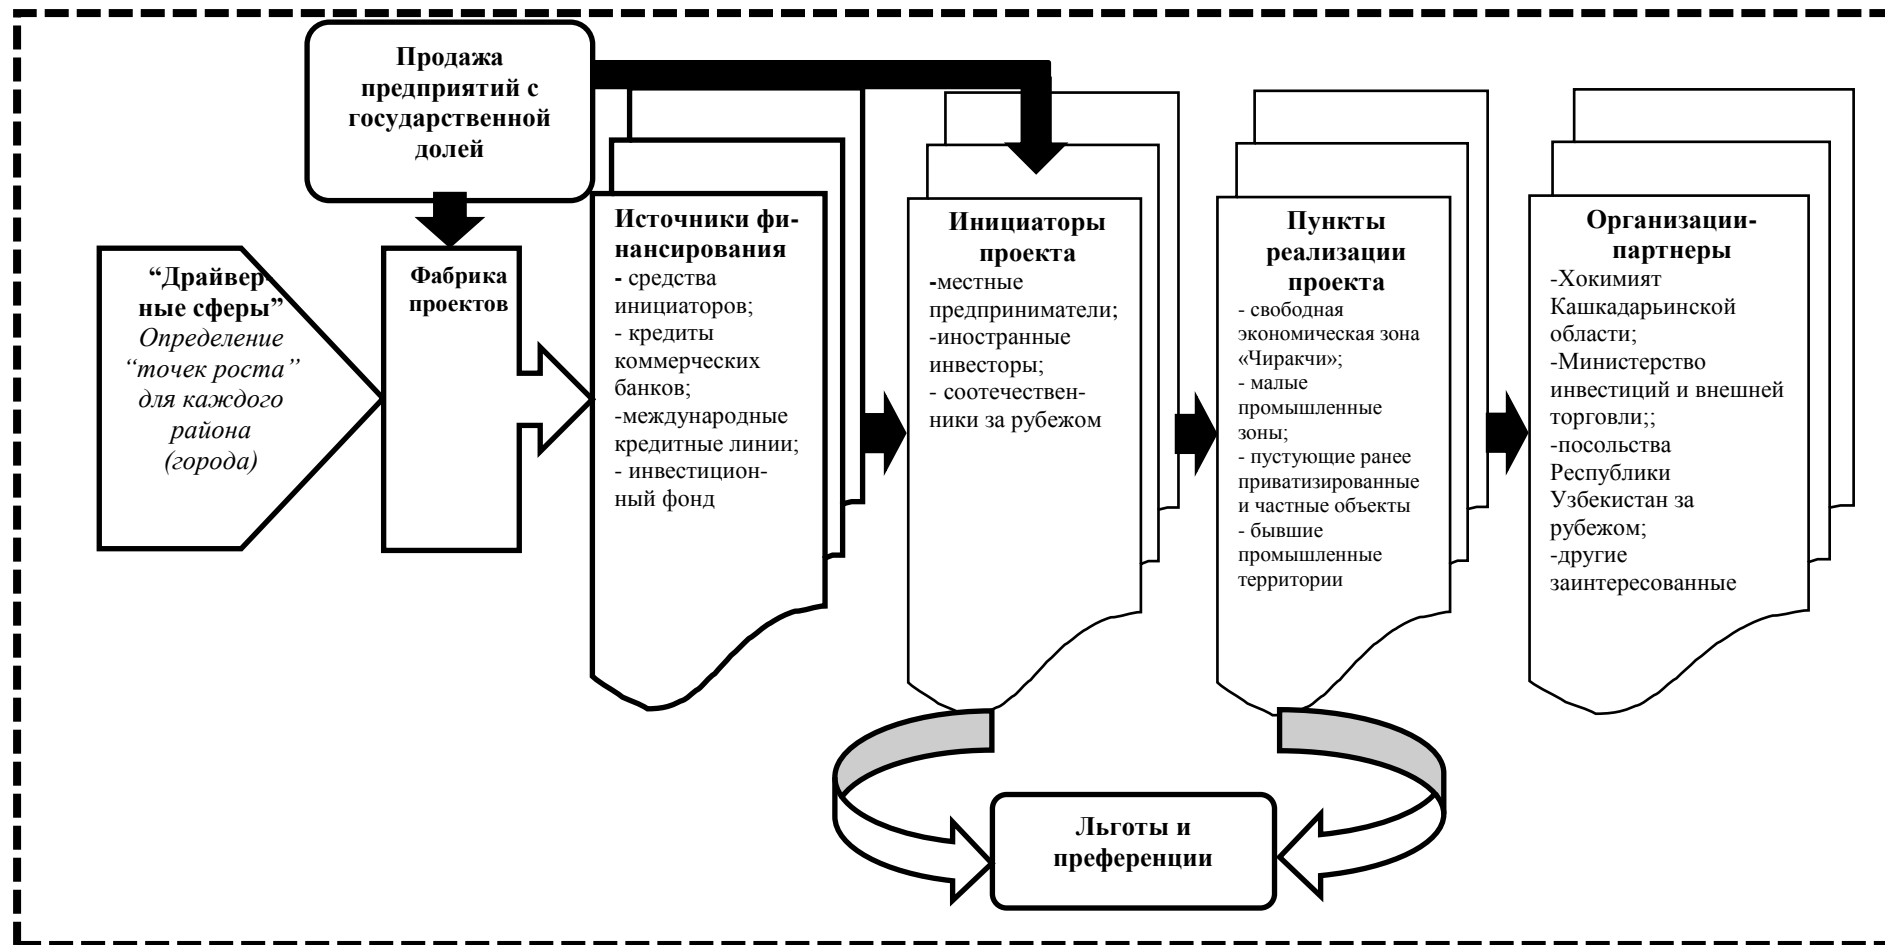 Продажа
предприятий с
государственной
долей
“Драйвер-
ные сферы”
Определение
“точек роста”
для каждого
района
(города)
Фабрика
проектов
Источники фи-
нансирования
- средства
инициаторов;
- кредиты
коммерческих
банков;
-международные
кредитные линии;
- инвестицион-
ный фонд
Инициаторы
проекта
-местные
предприниматели;
-иностранные
инвесторы;
- соотечествен-
ники за рубежом
Пункты
реализации
проекта
- свободная
экономическая зона
«Чиракчи»;
- малые
промышленные
зоны;
- пустующие ранее
приватизированные
и частные объекты
- бывшие
промышленные
территории
Организации-
партнеры
-Хокимият
Кашкадарьинской
области;
-Министерство
инвестиций и внешней
торговли;;
-посольства
Республики
Узбекистан за
рубежом;
-другие
заинтересованные
Льготы и
преференции